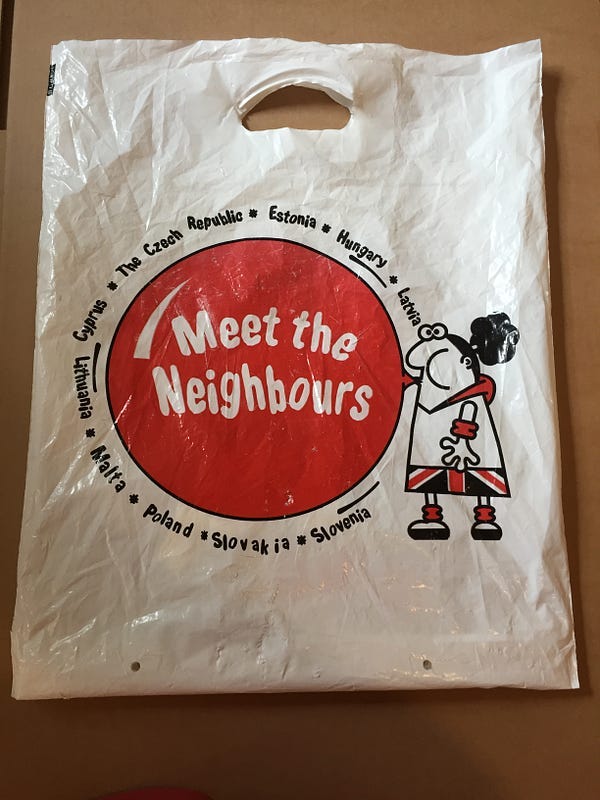 Meet the
Neighbours
Cyprus * The Czech Republic * Estonia * Hungary * Latvia
Lithuania * Malta * Poland * Slovakia * Slovenia